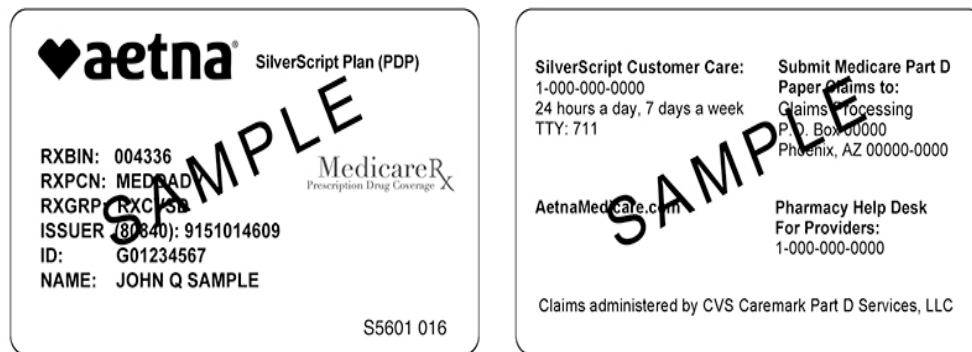 aetna®
SilverScript Plan (PDP)
RXBIN: 004336
MedicareRx
Prescription Drug Coverage
RXPCN: MEDDADV
RXGRP: RXCVSD
ISSUER (80840): 9151014609
ID: G01234567
NAME: JOHN Q SAMPLE
S5601 016
SAMPLE
SilverScript Customer Care:
1-000-000-0000
24 hours a day, 7 days a week
TTY: 711
Submit Medicare Part D
Paper Claims to:
Claims Processing
P.O. Box 00000
Phoenix, AZ 00000-0000
AetnaMedicare.com
Pharmacy Help Desk
For Providers:
1-000-000-0000
Claims administered by CVS Caremark Part D Services, LLC
SAMPLE